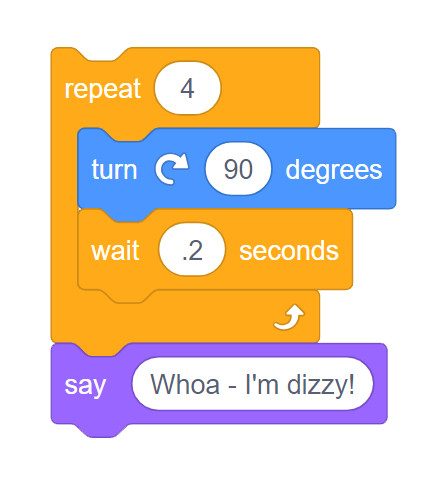 repeat 4
turn 90 degrees
wait .2 seconds
say Whoa - I'm dizzy!